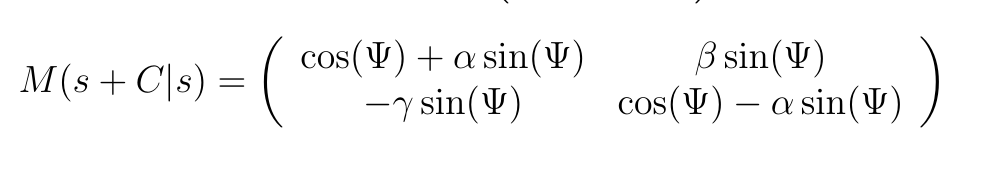 M(s + C|s) = ( cos(Ψ) + α sin(Ψ) β sin(Ψ)
−γ sin(Ψ) cos(Ψ) − α sin(Ψ) )